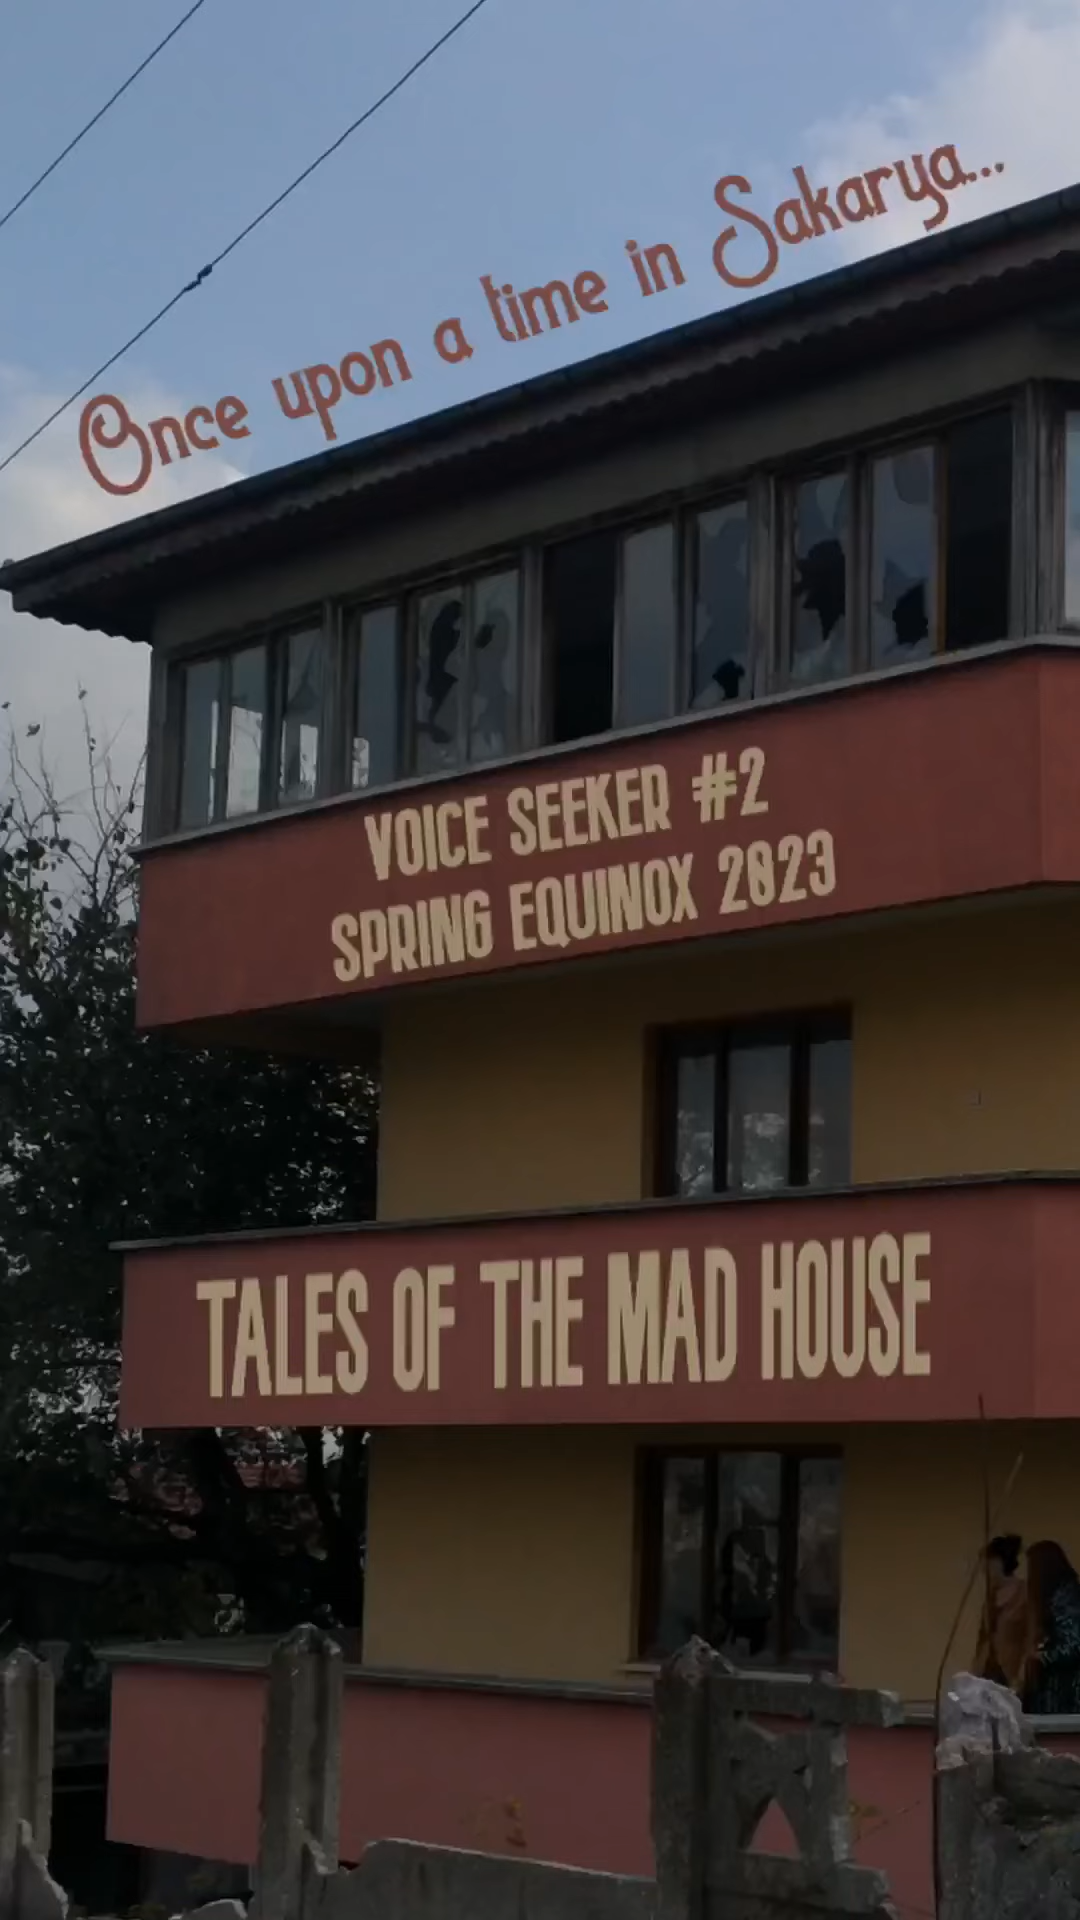 Once upon a time in Sakarya...
VOICE SEEKER #2
SPRING EQUINOX 2023
TALES OF THE MAD HOUSE